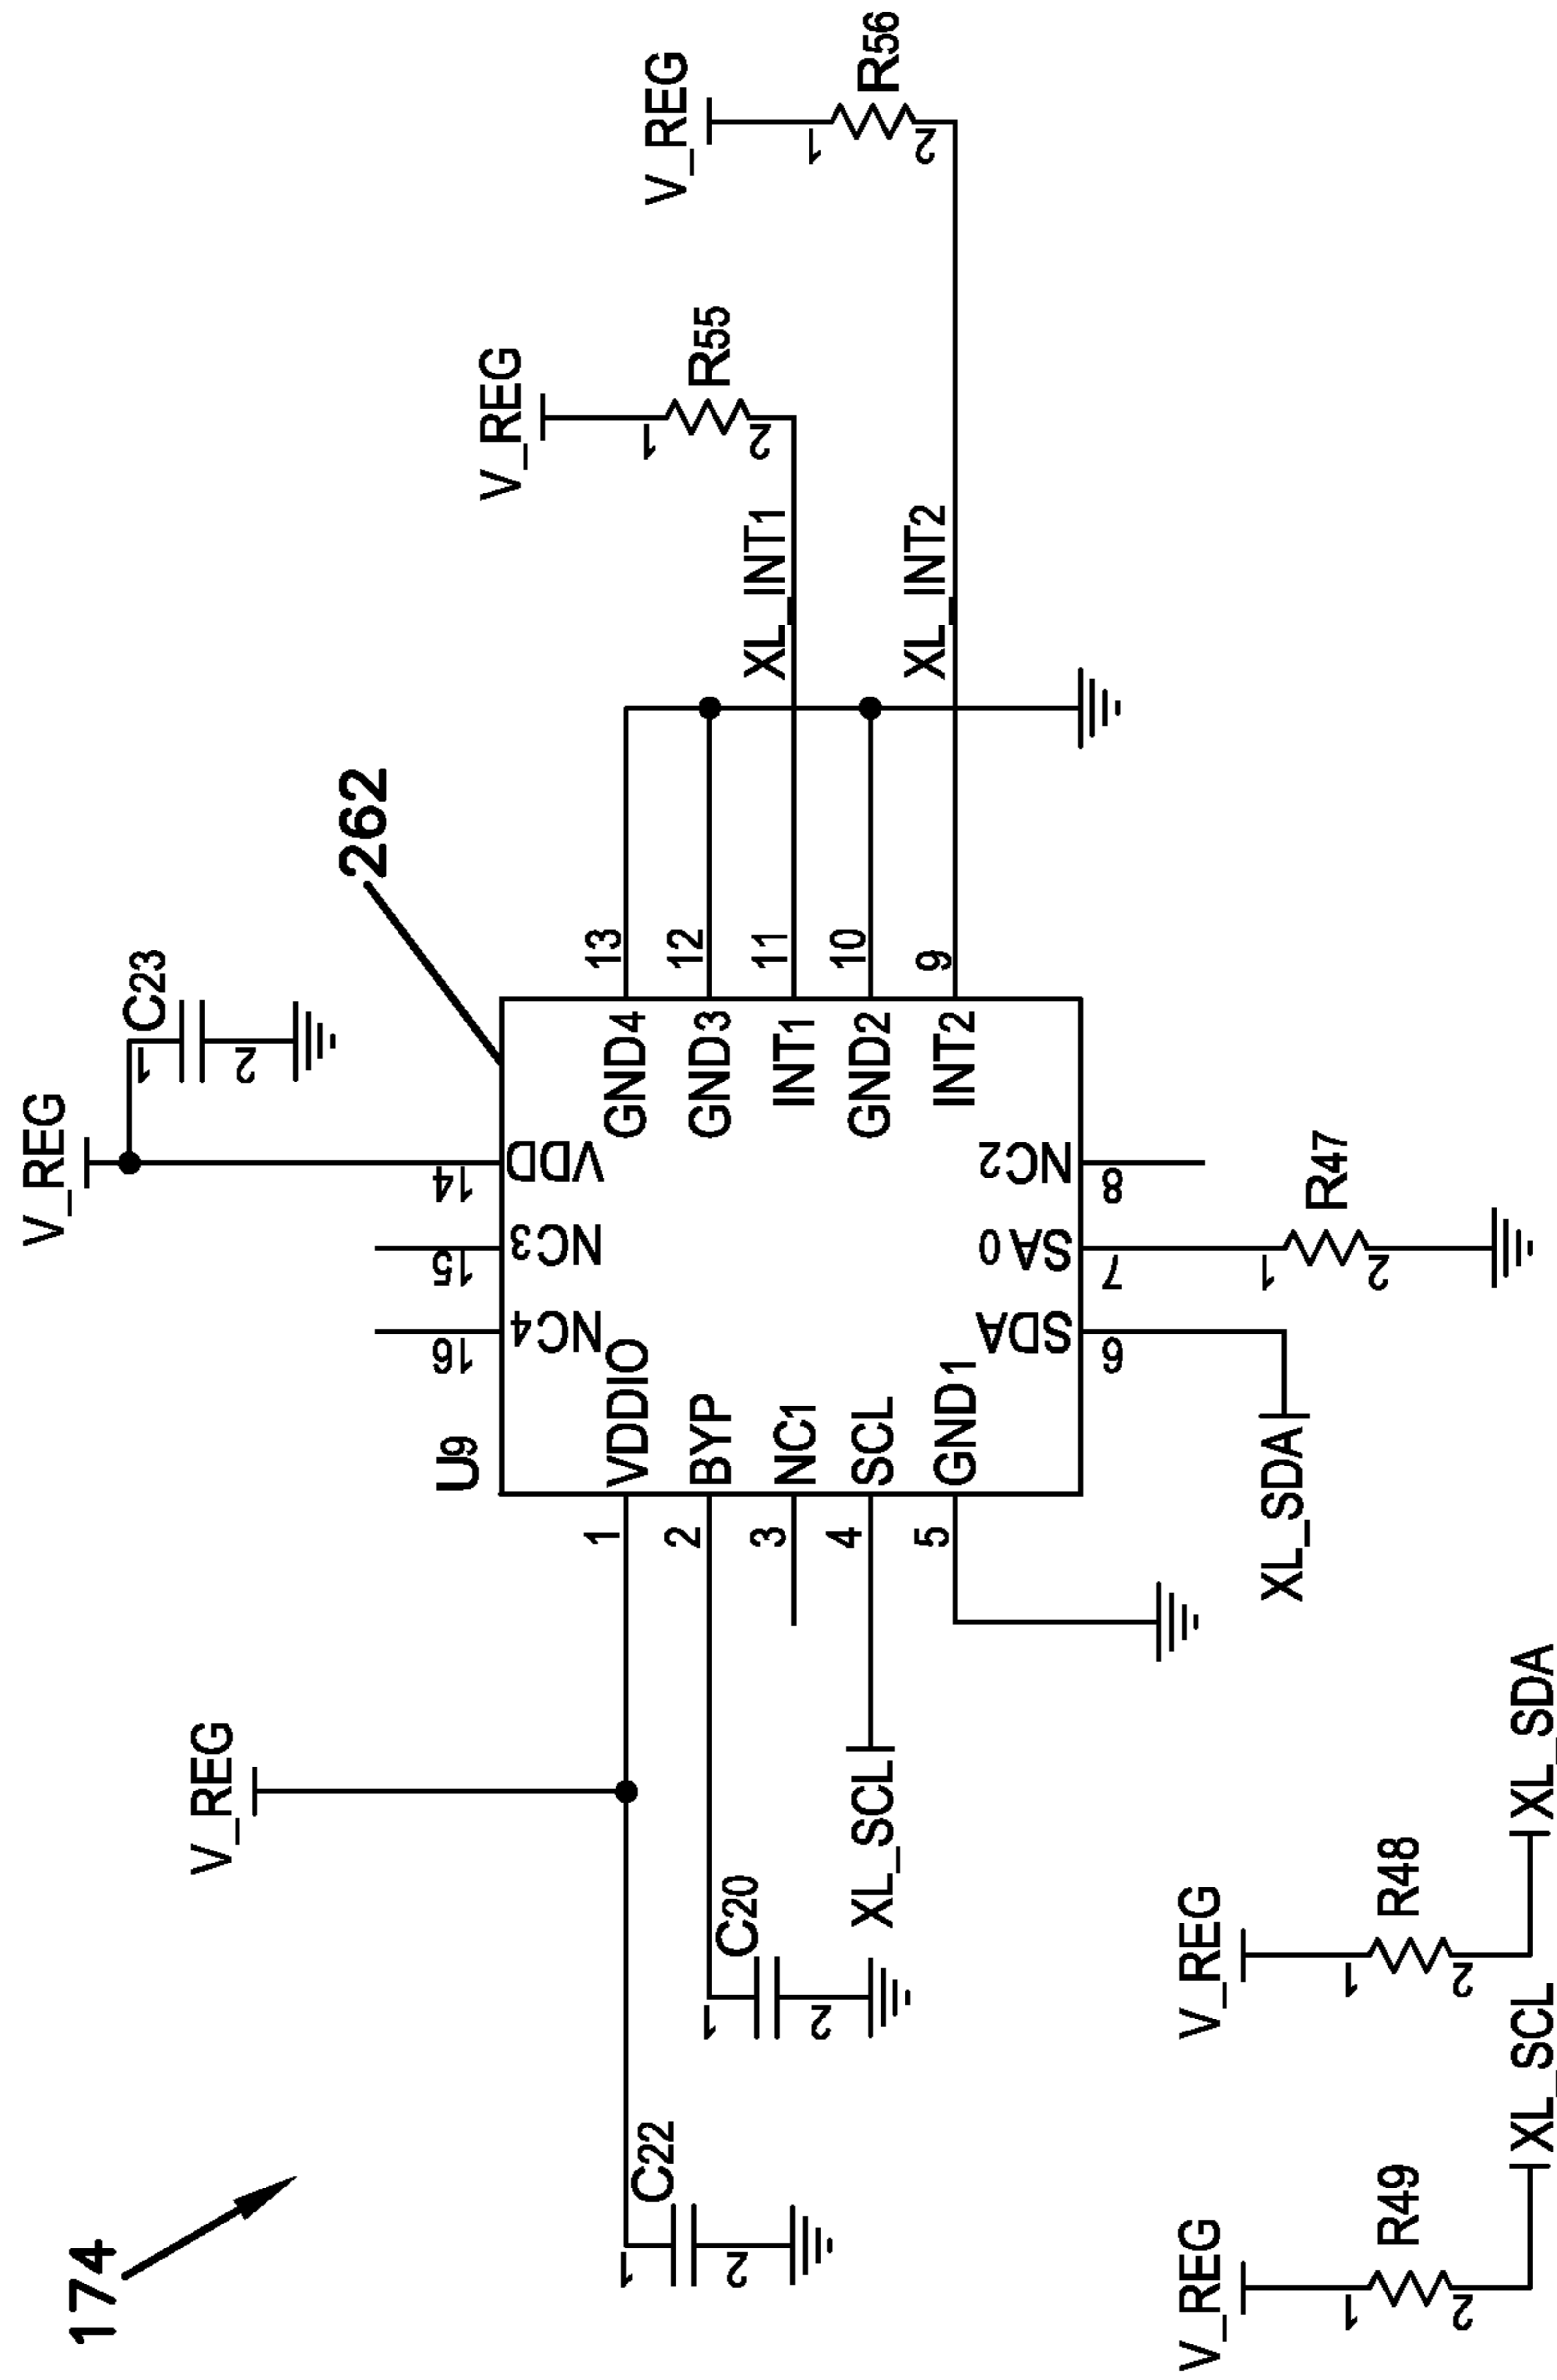 174
V_REG
C23
1
2
262
V_REG
1
R55
2
XL_INT1
V_REG
1
R56
2
XL_INT2
U9
16
15
14
NC4
NC3
VDD
V_REG
1
VDDIO
GND4
13
2
BYP
GND3
12
3
NC1
INT1
11
4
SCL
GND2
10
5
GND1
INT2
9
SDA
SA0
NC2
6
7
8
C22
1
2
C20
1
2
XL_SCL
XL_SDA
1
R47
2
V_REG
1
R49
2
XL_SCL
V_REG
1
R48
2
XL_SDA